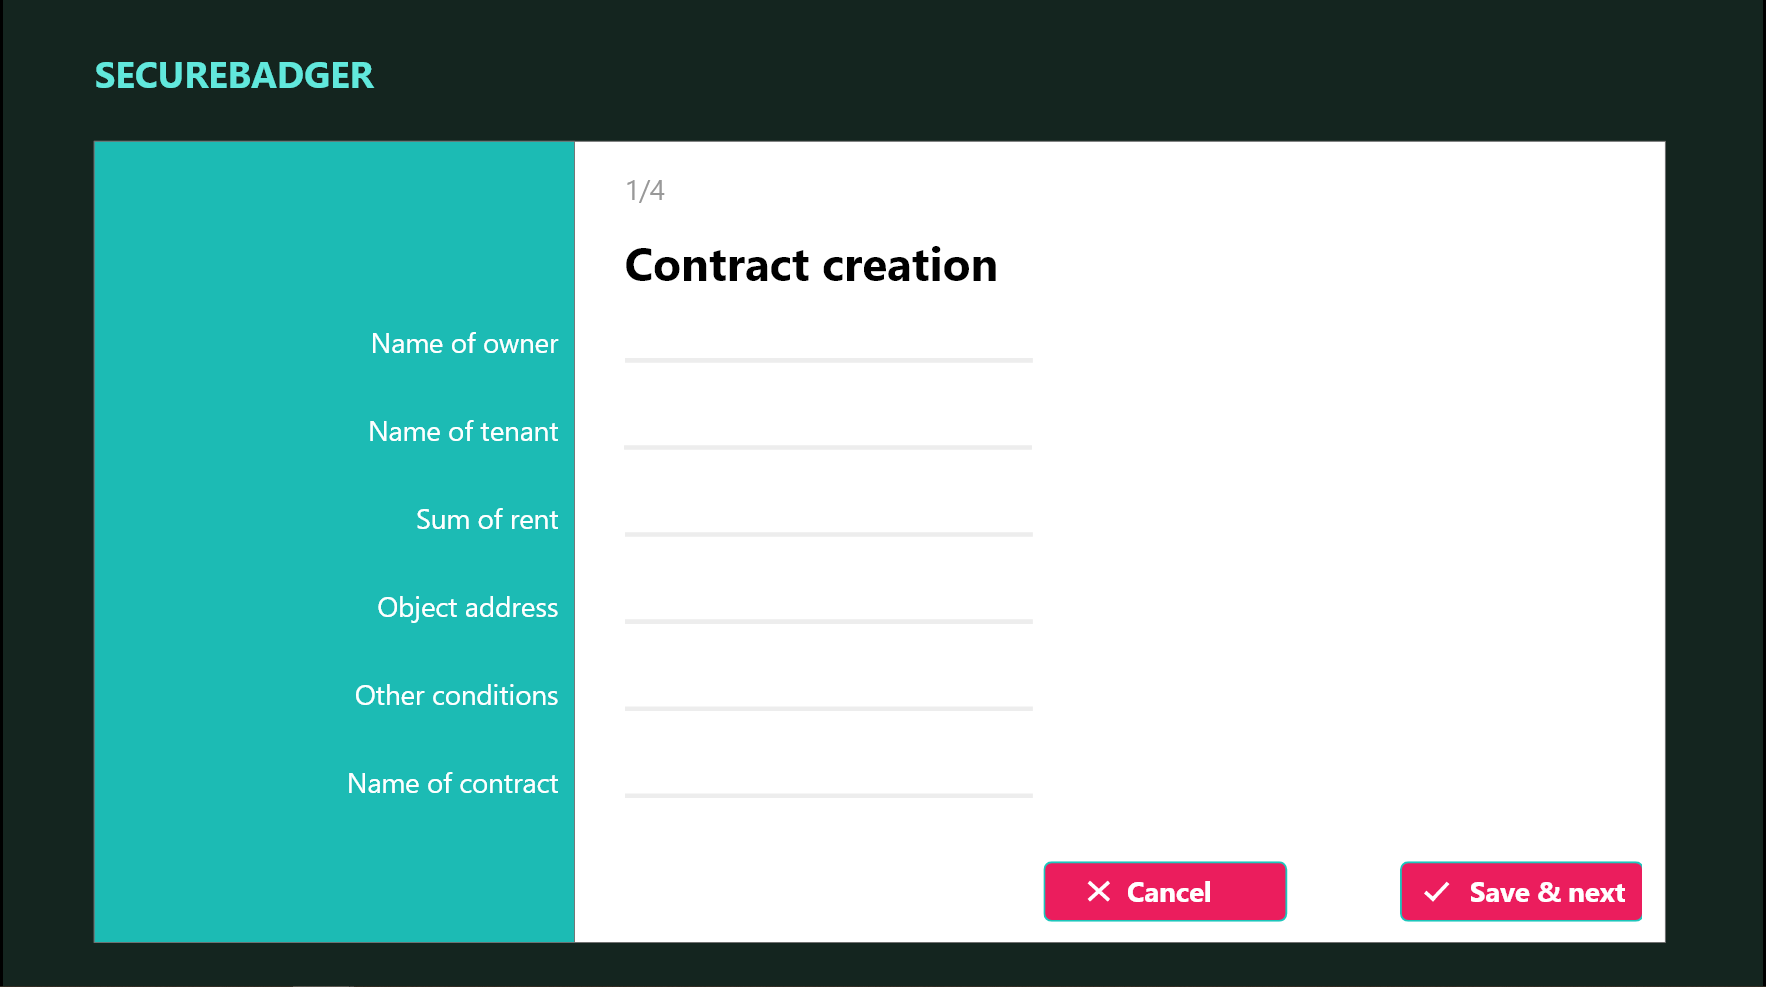 SECUREBADGER
1/4
Contract creation
Name of owner
Name of tenant
Sum of rent
Object address
Other conditions
Name of contract
Cancel
Save & next